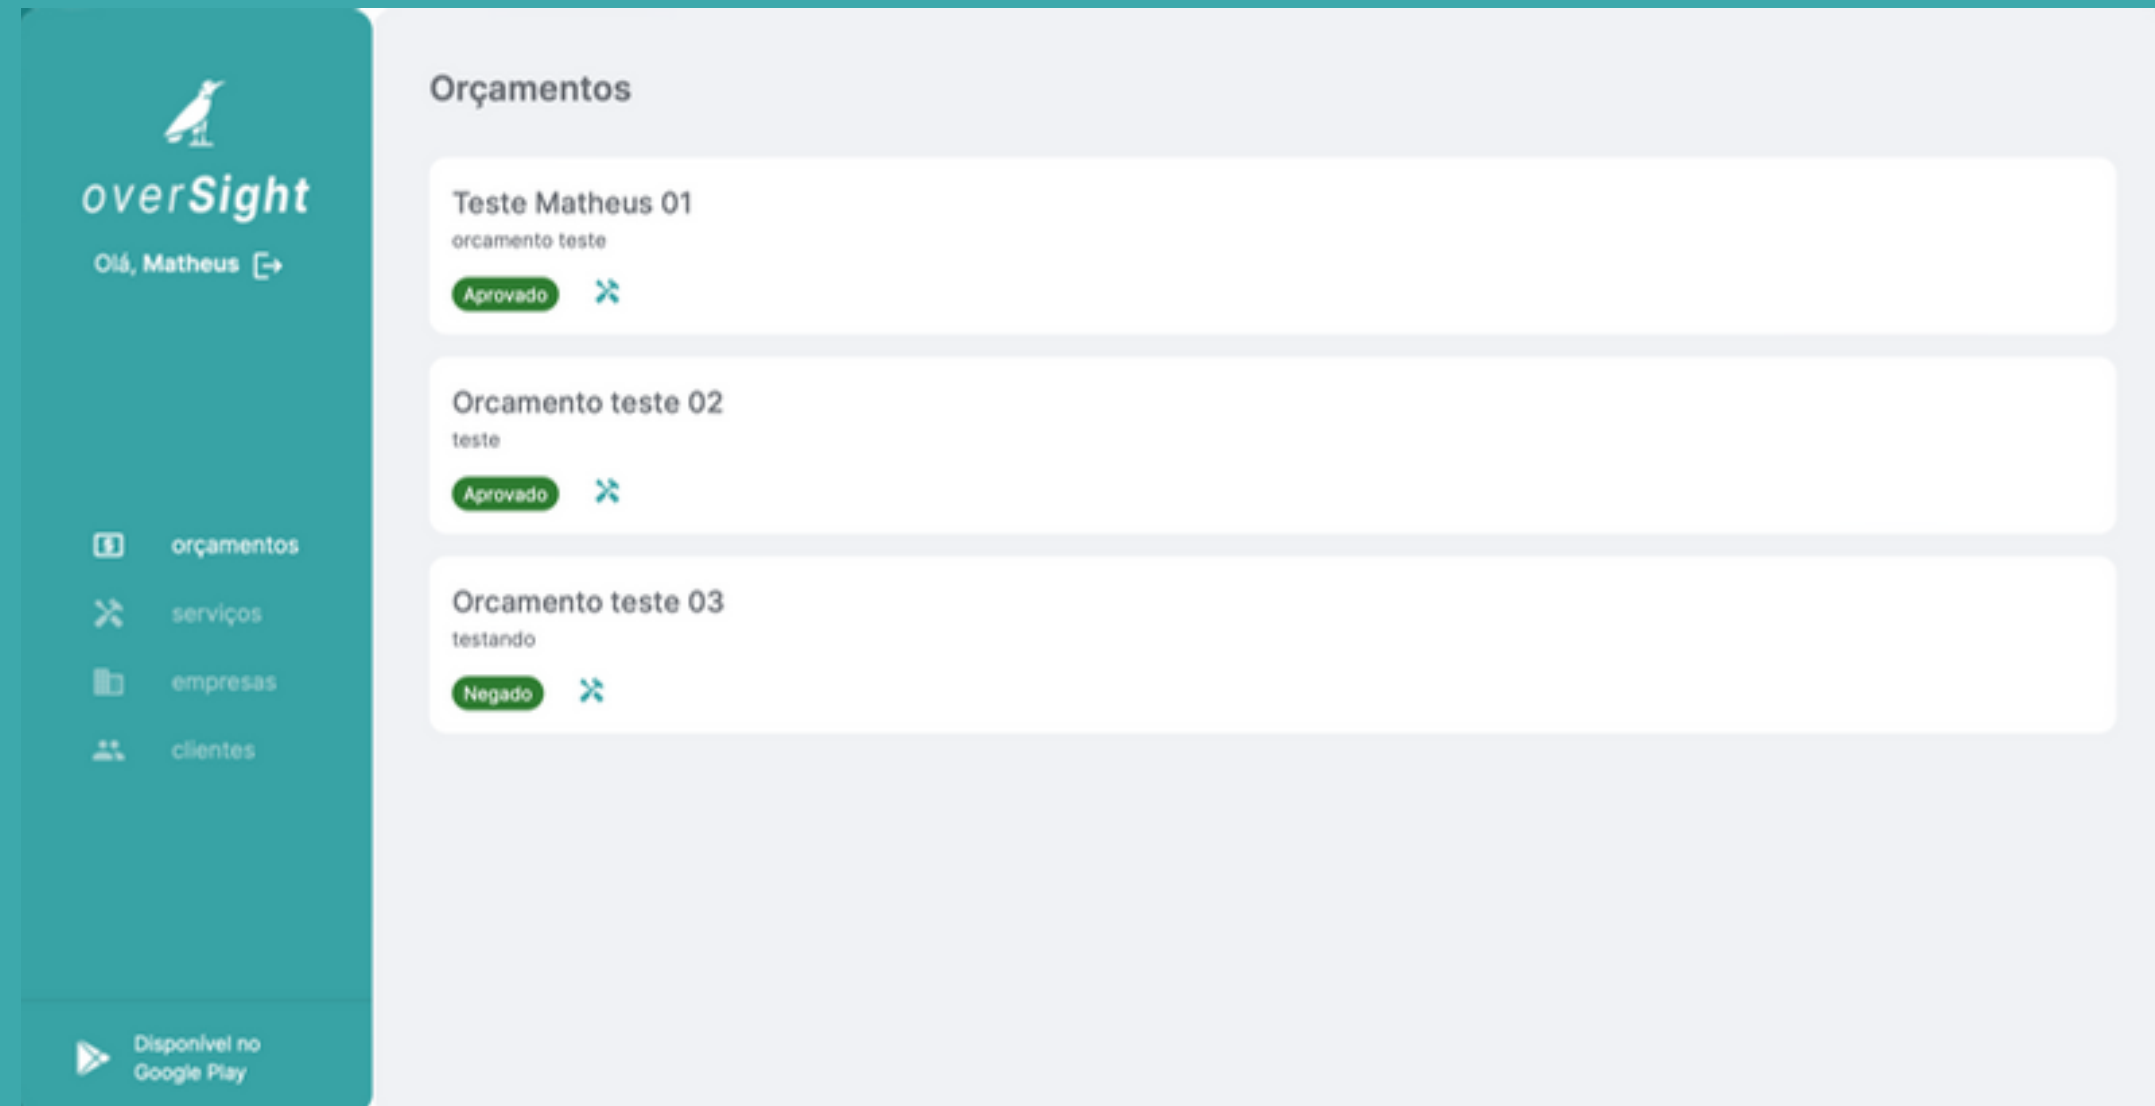 overSight
Olá, Matheus
orçamentos
serviços
empresas
clientes
Disponível no
Google Play
Orçamentos
Teste Matheus 01
orcamento teste
Aprovado
Orcamento teste 02
teste
Aprovado
Orcamento teste 03
testando
Negado